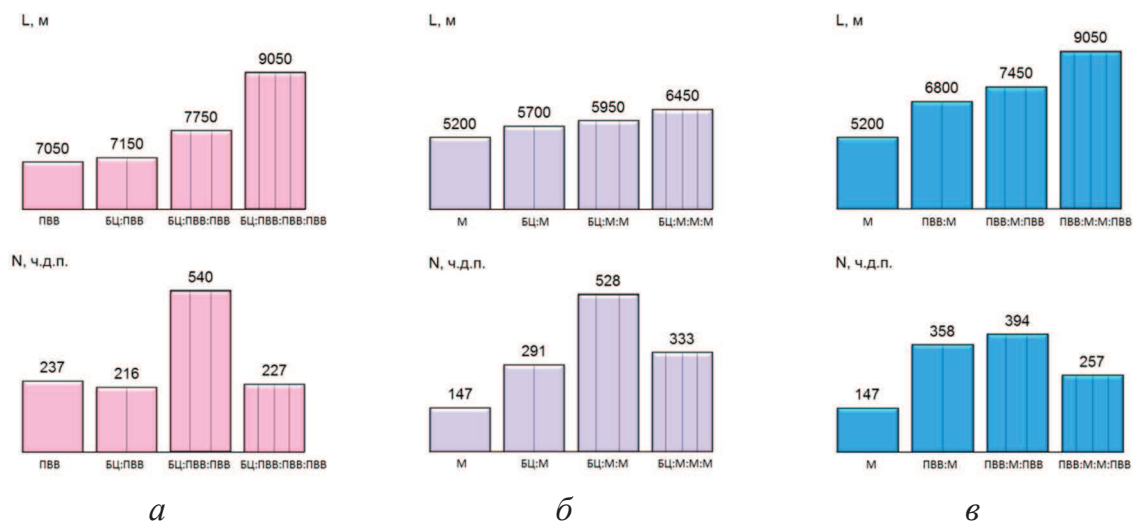 L, м
7050 7150 7750 9050
ПВВ БЦ:ПВВ БЦ:ПВВ:ПВВ БЦ:ПВВ:ПВВ:ПВВ
N, ч.д.п.
237 216 540 227
ПВВ БЦ:ПВВ БЦ:ПВВ:ПВВ БЦ:ПВВ:ПВВ:ПВВ
а
L, м
5200 5700 5950 6450
М БЦ:М БЦ:М:М БЦ:М:М:М
N, ч.д.п.
147 291 528 333
М БЦ:М БЦ:М:М БЦ:М:М:М
б
L, м
5200 6800 7450 9050
М ПВВ:М ПВВ:М:ПВВ ПВВ:М:М:ПВВ
N, ч.д.п.
147 358 394 257
М ПВВ:М ПВВ:М:ПВВ ПВВ:М:М:ПВВ
в